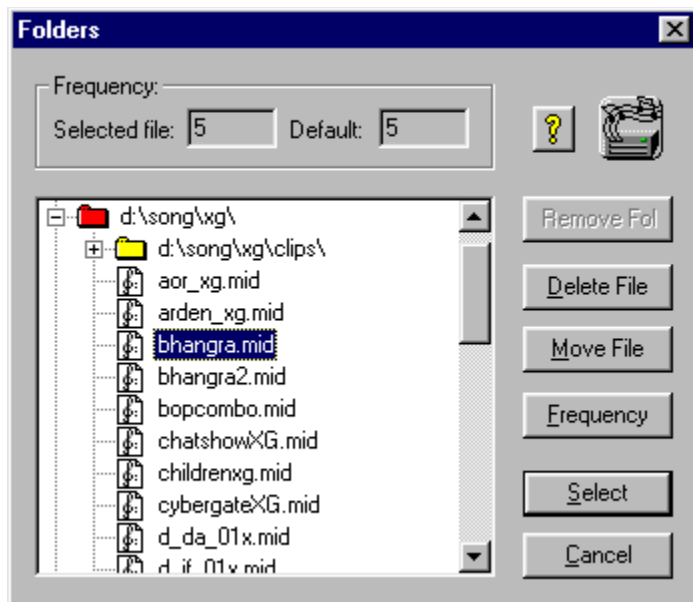 Folders
Frequency:
Selected file: 5 Default: 5
d:\song\xg\
d:\song\xg\clips\
aor_xg.mid
arden_xg.mid
bhangra.mid
bhangra2.mid
bopcombo.mid
chatshowXG.mid
childrenxg.mid
cybergateXG.mid
d_da_01x.mid
d_if_01x.mid
Remove Fol
Delete File
Move File
Frequency
Select
Cancel